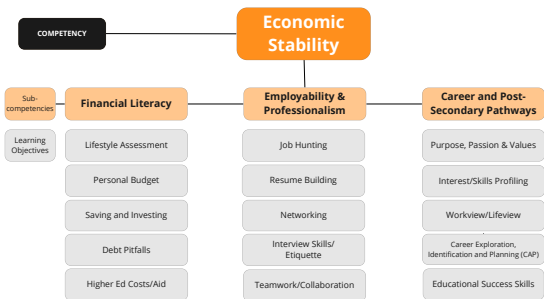 COMPETENCY
Economic
Stability
Sub-
competencies
Financial Literacy
Employability &
Professionalism
Career and Post-
Secondary Pathways
Learning
Objectives
Lifestyle Assessment
Job Hunting
Purpose, Passion & Values
Personal Budget
Resume Building
Interest/Skills Profiling
Saving and Investing
Networking
Workview/Lifeview
Debt Pitfalls
Interview Skills/
Etiquette
Career Exploration,
Identification and Planning (CAP)
Higher Ed Costs/Aid
Teamwork/Collaboration
Educational Success Skills